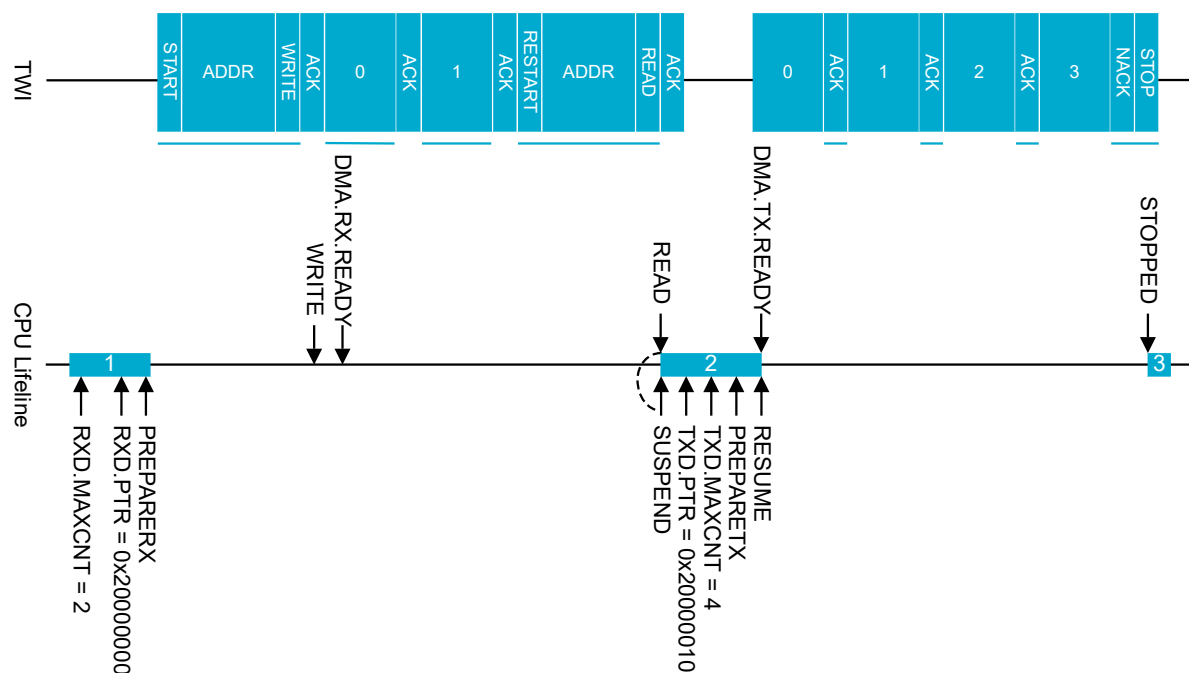 TWI
START
ADDR
WRITE
ACK
0
ACK
1
ACK
RESTART
ADDR
READ
ACK
0
ACK
1
ACK
2
ACK
3
NACK
STOP
WRITE
DMA.RX.READY
READ
DMA.TX.READY
STOPPED
CPU Lifeline
1
2
3
RXD.MAXCNT = 2
RXD.PTR = 0x20000000
PREPARERX
SUSPEND
TXD.PTR = 0x20000010
TXD.MAXCNT = 4
PREPARETX
RESUME